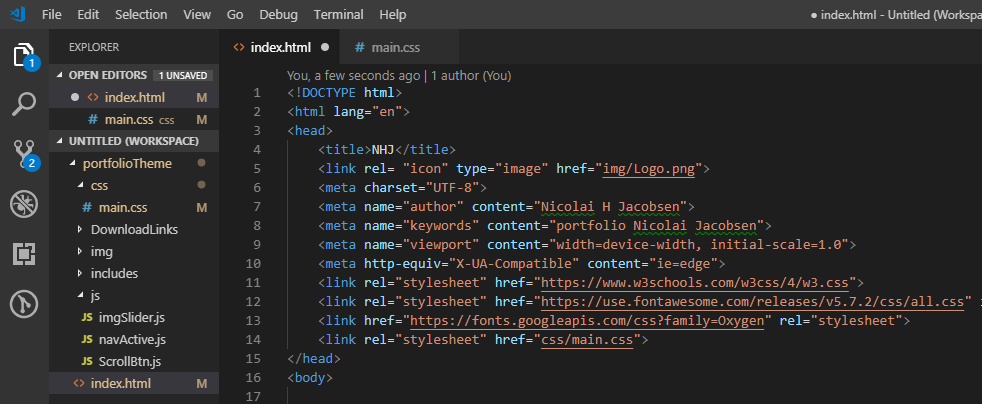 File Edit Selection View Go Debug Terminal Help ● index.html - Untitled (Workspa
EXPLORER
OPEN EDITORS 1 UNSAVED
index.html M
main.css css M
UNTITLED (WORKSPACE)
portfolioTheme
css
main.css M
DownloadLinks
img
includes
js
imgSlider.js
navActive.js
ScrollBtn.js
index.html M
1
2
index.html ● main.css
You, a few seconds ago | 1 author (You)
1 <!DOCTYPE html>
2 <html lang="en">
3 <head>
4 <title>NHJ</title>
5 <link rel= "icon" type="image" href="img/Logo.png">
6 <meta charset="UTF-8">
7 <meta name="author" content="Nicolai H Jacobsen">
8 <meta name="keywords" content="portfolio Nicolai Jacobsen">
9 <meta name="viewport" content="width=device-width, initial-scale=1.0">
10 <meta http-equiv="X-UA-Compatible" content="ie=edge">
11 <link rel="stylesheet" href="https://www.w3schools.com/w3css/4/w3.css">
12 <link rel="stylesheet" href="https://use.fontawesome.com/releases/v5.7.2/css/all.css"
13 <link href="https://fonts.googleapis.com/css?family=Oxygen" rel="stylesheet">
14 <link rel="stylesheet" href="css/main.css">
15 </head>
16 <body>
17